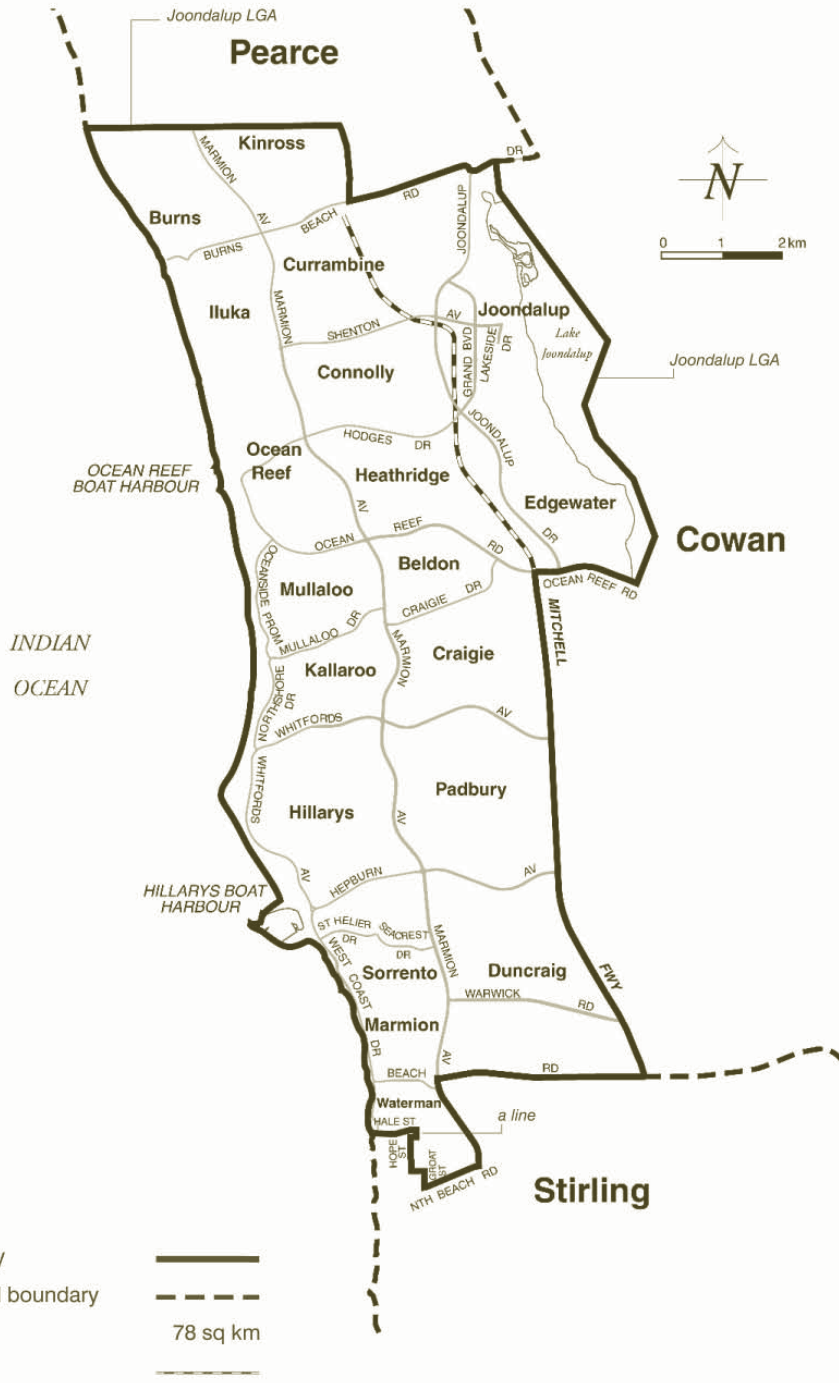 Joondalup LGA
Pearce
Kinross
MARMION
DR
N
RD
Burns
AV
BEACH
BURNS
JOONDALUP
0 1 2 km
Currambine
Iluka
MARMION
Joondalup
AV
SHENTON
GRAND BVD
LAKESIDE
DR
Lake
Joondalup
Joondalup LGA
Connolly
HODGES DR
JOONDALUP
Ocean
Reef
Heathridge
OCEAN REEF
BOAT HARBOUR
AV
Edgewater
DR
OCEAN REEF RD
Cowan
OCEANSIDE PROM
Beldon
OCEAN REEF RD
Mullaloo
CRAIGIE DR
MITCHELL
MULLALOO DR
MARMION
INDIAN
OCEAN
Kallaroo
Craigie
NORTHSHORE
DR
WHITFORDS
AV
WHITFORDS
Padbury
Hillarys
AV
AV
HEPBURN
AV
HILLARYS BOAT
HARBOUR
ST HELIER
DR
SEACREST
DR
MARMION
WEST COAST
DR
Sorrento
Duncraig
FWY
WARWICK
RD
Marmion
AV
BEACH
RD
Waterman
HALE ST
a line
HOPE
ST
GROAT
ST
NTH BEACH RD
Stirling
boundary
78 sq km